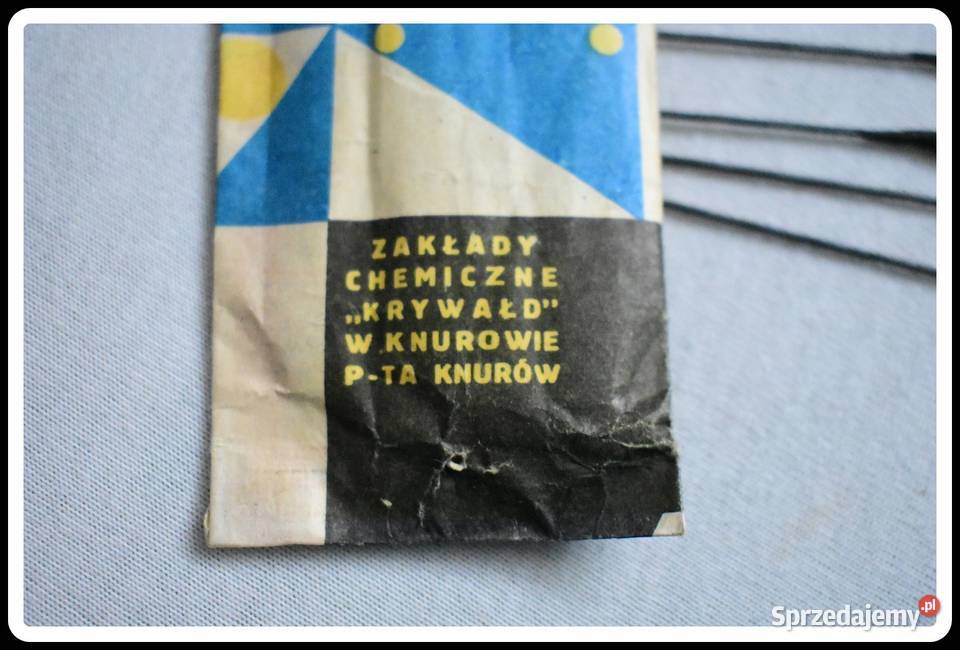 ZAKŁADY
CHEMICZNE
„KRYWAŁD”
W KNUROWIE
P-TA KNURÓW
Sprzedajemy.pl